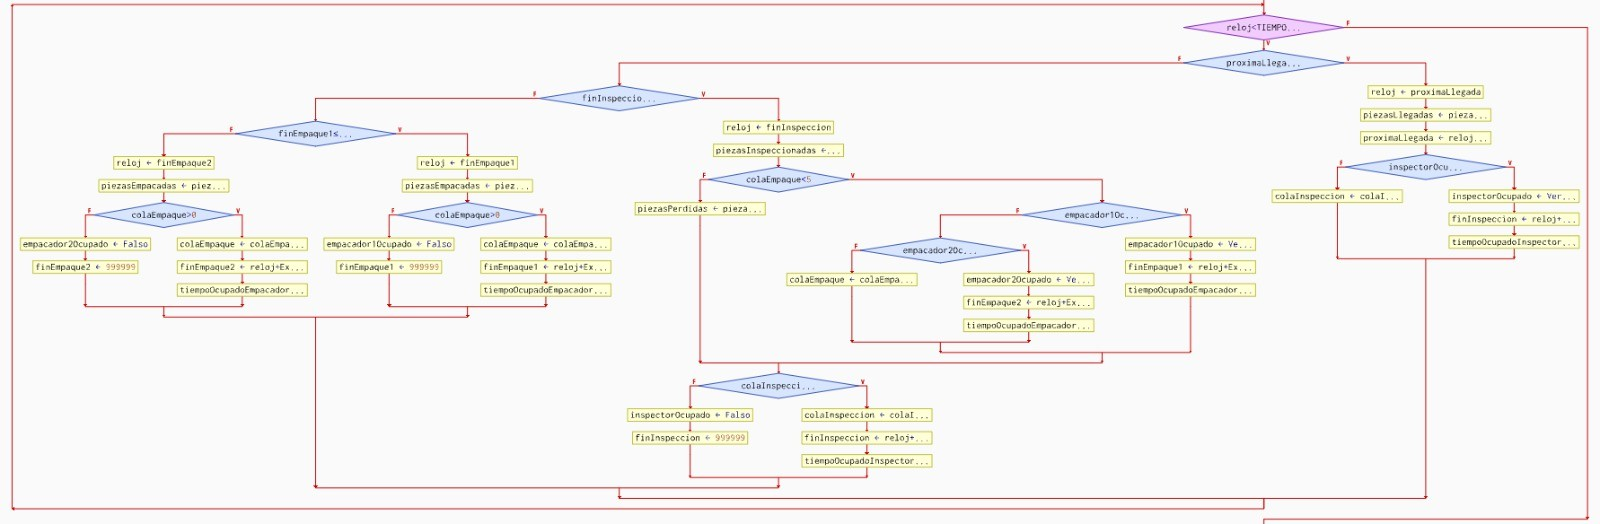 reloj<TIEMPO...
F
V
proximaLlega...
F
V
finInspeccio...
F
V
finEmpaque1≤...
F
V
reloj ← finEmpaque2
piezasEmpacadas ← piez...
colaEmpaque>0
F
V
empacador2Ocupado ← Falso
finEmpaque2 ← 999999
colaEmpaque ← colaEmpa...
finEmpaque2 ← reloj+Ex...
tiempoOcupadoEmpacador...
reloj ← finEmpaque1
piezasEmpacadas ← piez...
colaEmpaque>0
F
V
empacador1Ocupado ← Falso
finEmpaque1 ← 999999
colaEmpaque ← colaEmpa...
finEmpaque1 ← reloj+Ex...
tiempoOcupadoEmpacador...
reloj ← finInspeccion
piezasInspeccionadas ←...
colaEmpaque<5
F
V
piezasPerdidas ← pieza...
empacador1Oc...
F
V
empacador2Oc...
F
V
colaEmpaque ← colaEmpa...
empacador2Ocupado ← Ve...
finEmpaque2 ← reloj+Ex...
tiempoOcupadoEmpacador...
empacador1Ocupado ← Ve...
finEmpaque1 ← reloj+Ex...
tiempoOcupadoEmpacador...
colaInspecci...
F
V
inspectorOcupado ← Falso
finInspeccion ← 999999
colaInspeccion ← colaI...
finInspeccion ← reloj+...
tiempoOcupadoInspector...
reloj ← proximaLlegada
piezasLlegadas ← pieza...
proximaLlegada ← reloj...
inspectorOcu...
F
V
colaInspeccion ← colaI...
inspectorOcupado ← Ver...
finInspeccion ← reloj+...
tiempoOcupadoInspector...